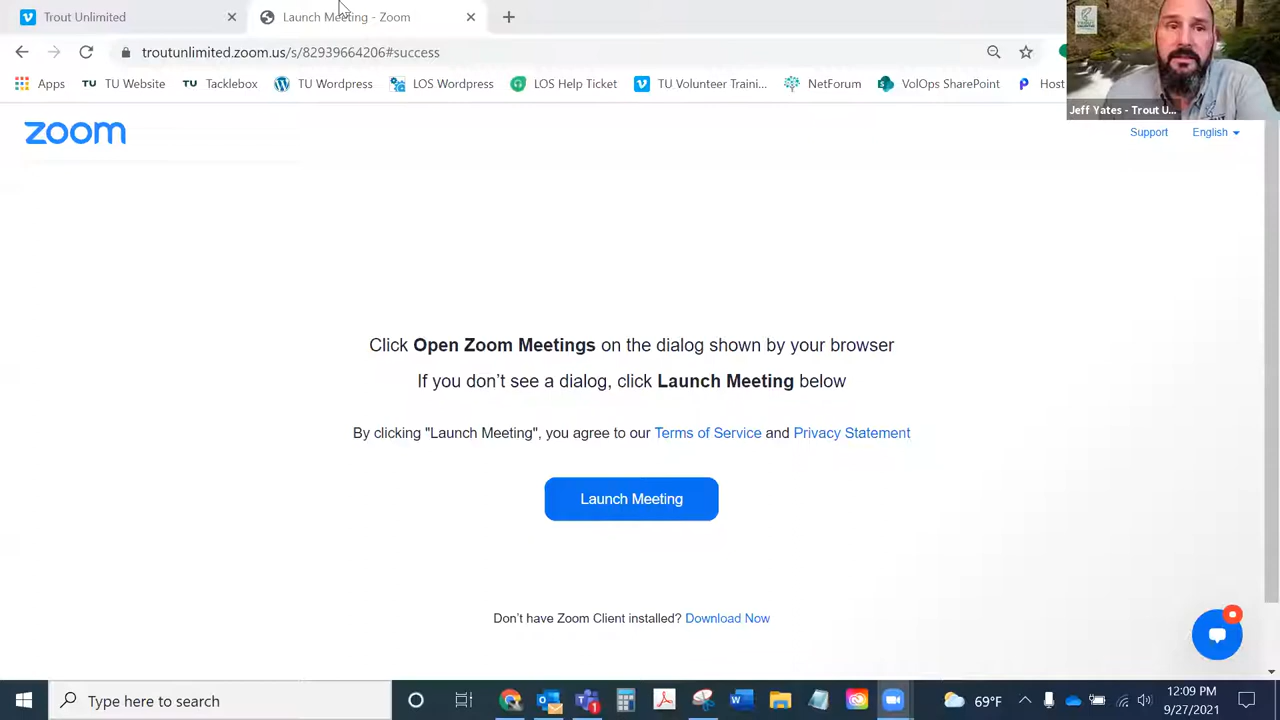 Trout Unlimited
Launch Meeting - Zoom
troutunlimited.zoom.us/s/82939664206#success
Apps TU TU Website TU Tacklebox TU Wordpress LOS Wordpress LOS Help Ticket TU Volunteer Traini... NetForum VolOps SharePoint Host
Jeff Yates - Trout U...
zoom
Support English
Click Open Zoom Meetings on the dialog shown by your browser
If you don't see a dialog, click Launch Meeting below
By clicking "Launch Meeting", you agree to our Terms of Service and Privacy Statement
Launch Meeting
Don't have Zoom Client installed? Download Now
Type here to search
69°F
12:09 PM
9/27/2021